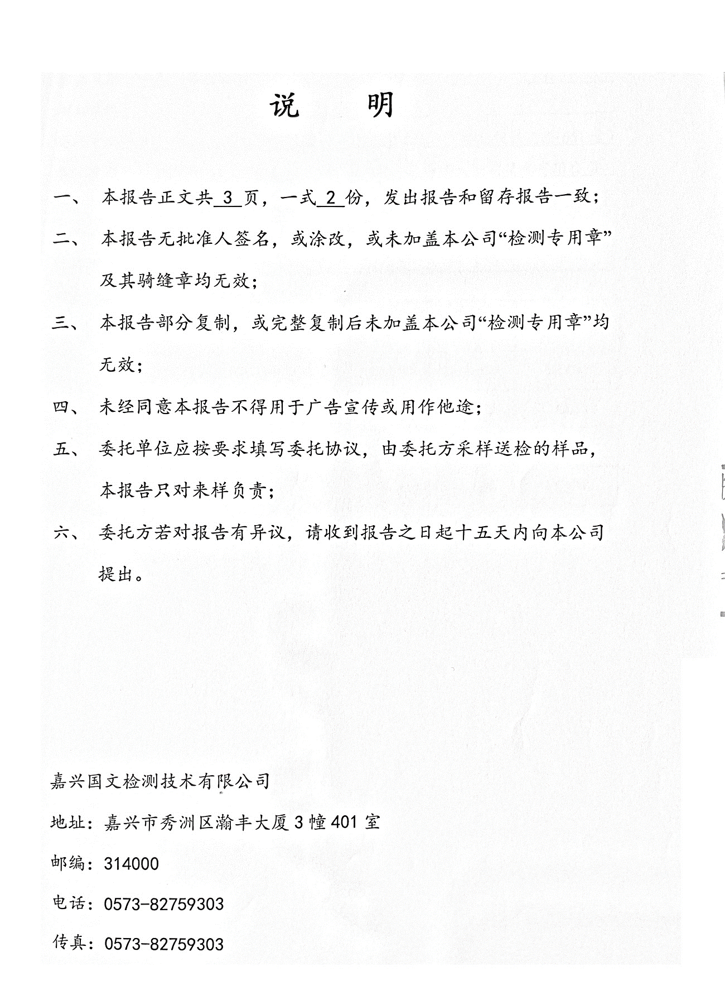 说 明
一、 本报告正文共 3 页，一式 2 份，发出报告和留存报告一致；
二、 本报告无批准人签名，或涂改，或未加盖本公司“检测专用章”
及其骑缝章均无效；
三、 本报告部分复制，或完整复制后未加盖本公司“检测专用章”均
无效；
四、 未经同意本报告不得用于广告宣传或用作他途；
五、 委托单位应按要求填写委托协议，由委托方采样送检的样品，
本报告只对来样负责；
六、 委托方若对报告有异议，请收到报告之日起十五天内向本公司
提出。
嘉兴国文检测技术有限公司
地址：嘉兴市秀洲区瀚丰大厦 3 幢 401 室
邮编：314000
电话：0573-82759303
传真：0573-82759303